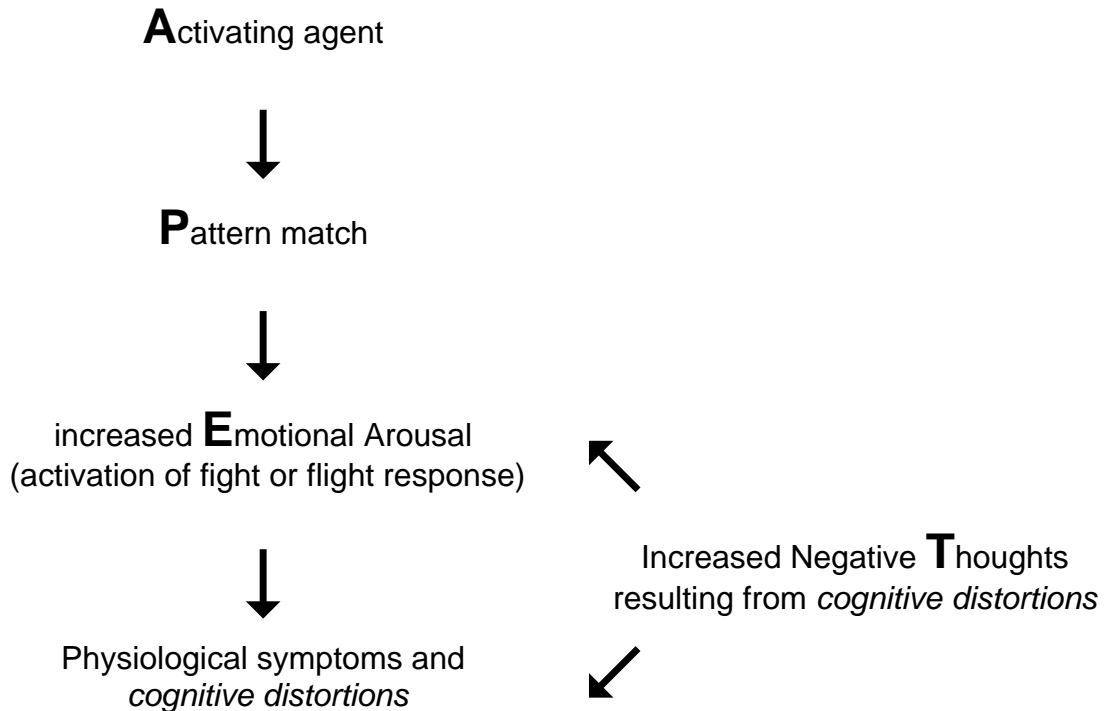 Activating agent
Pattern match
increased Emotional Arousal
(activation of fight or flight response)
Increased Negative Thoughts
resulting from cognitive distortions
Physiological symptoms and
cognitive distortions